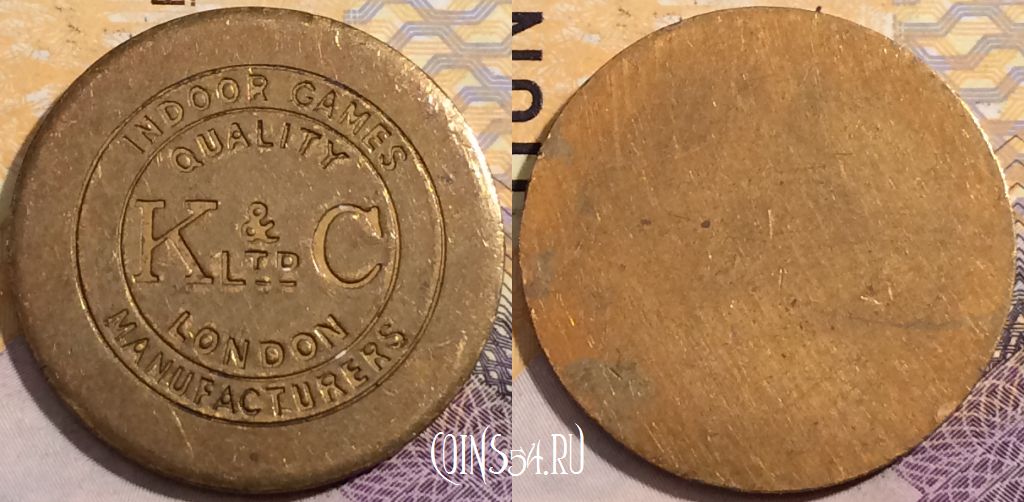 INDOOR GAMES
QUALITY
K & C
LTD
LONDON
MANUFACTURERS
COINS54.RU